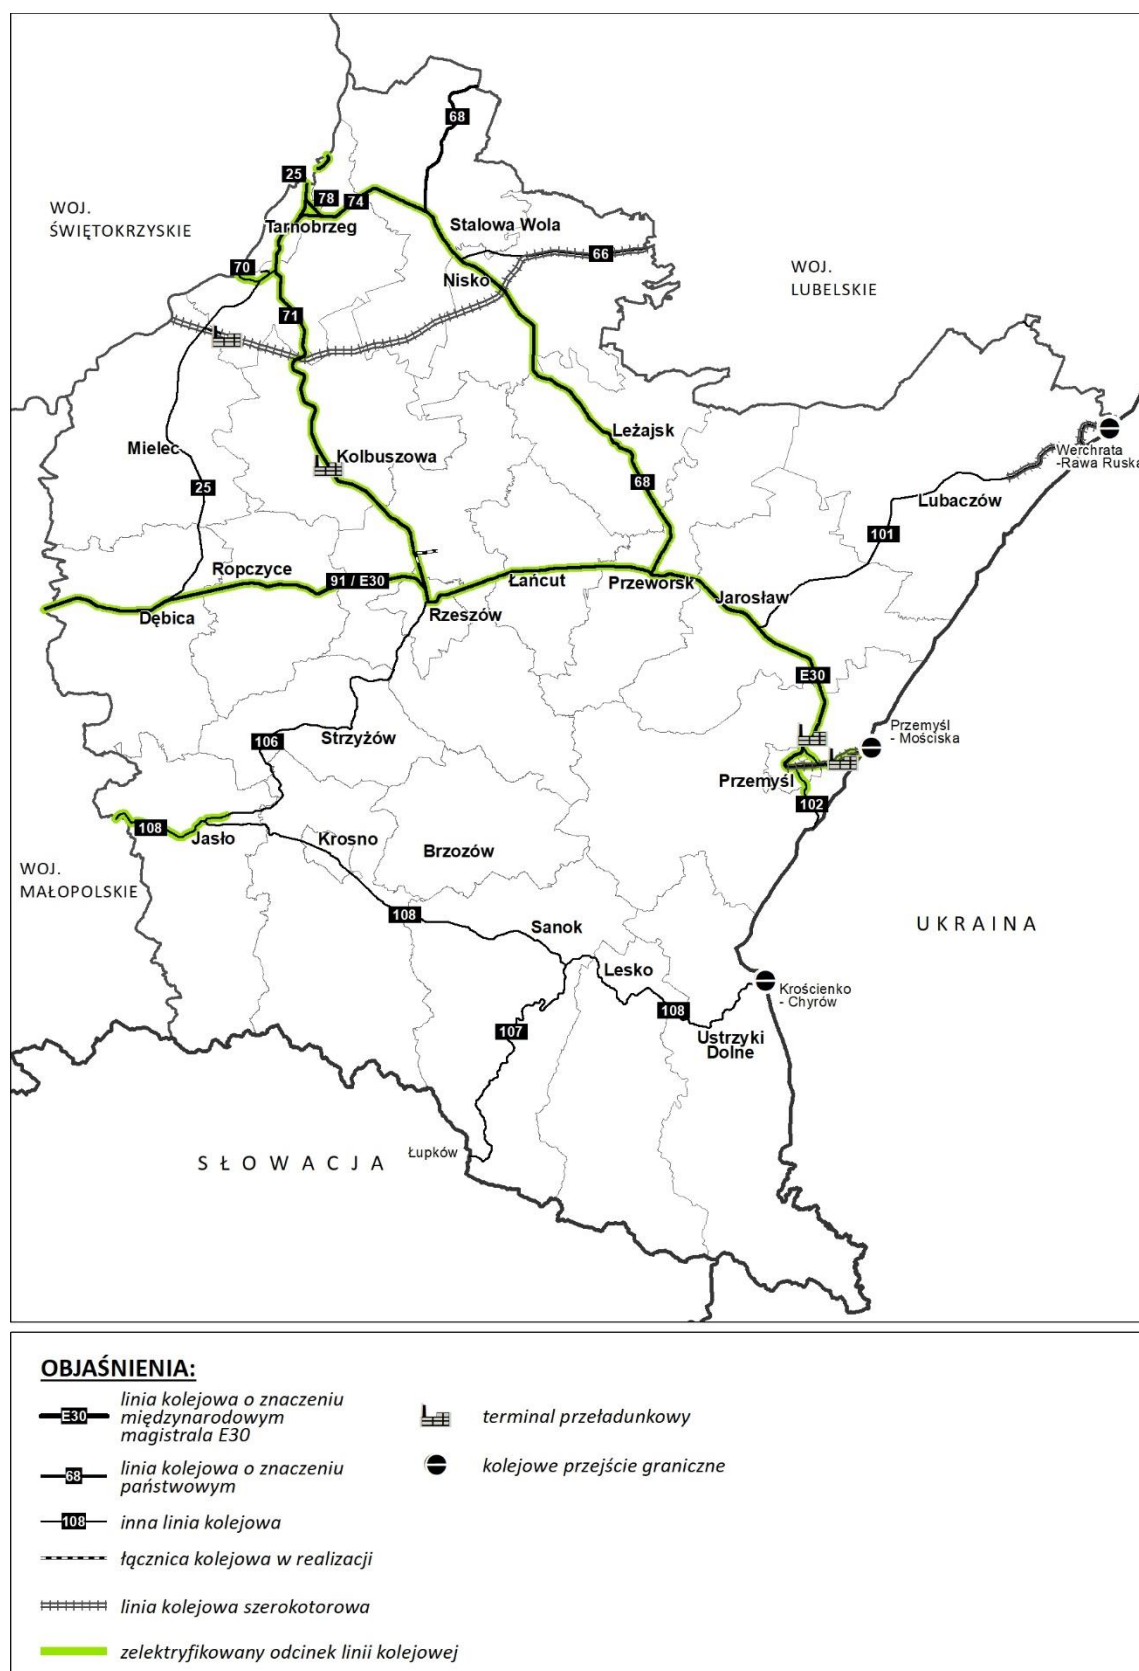 68
25
78
74
WOJ.
ŚWIĘTOKRZYSKIE
Tarnobrzeg
Stalowa Wola
66
70
Nisko
WOJ.
LUBELSKIE
71
Leżajsk
Mielec
Kolbuszowa
Werchrata
-Rawa Ruska
25
68
Lubaczów
101
Ropczyce
91 / E30
Łańcut
Przeworsk
Jarosław
Dębica
Rzeszów
E30
Przemyśl
- Mościska
106
Strzyżów
Przemyśl
102
108
Jasło
Krosno
Brzozów
WOJ.
MAŁOPOLSKIE
108
Sanok
UKRAINA
Lesko
Krościenko
- Chyrów
108
107
Ustrzyki
Dolne
Łupków
SŁOWACJA
OBJAŚNIENIA:
E30
linia kolejowa o znaczeniu
międzynarodowym
magistrala E30
68
linia kolejowa o znaczeniu
państwowym
108
inna linia kolejowa
łącznica kolejowa w realizacji
linia kolejowa szerokotorowa
zelektryfikowany odcinek linii kolejowej
terminal przeładunkowy
kolejowe przejście graniczne